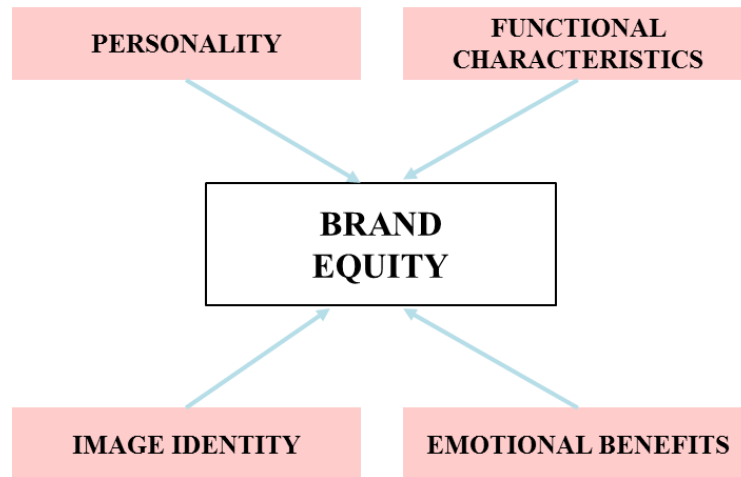 PERSONALITY
FUNCTIONAL
CHARACTERISTICS
BRAND
EQUITY
IMAGE IDENTITY
EMOTIONAL BENEFITS